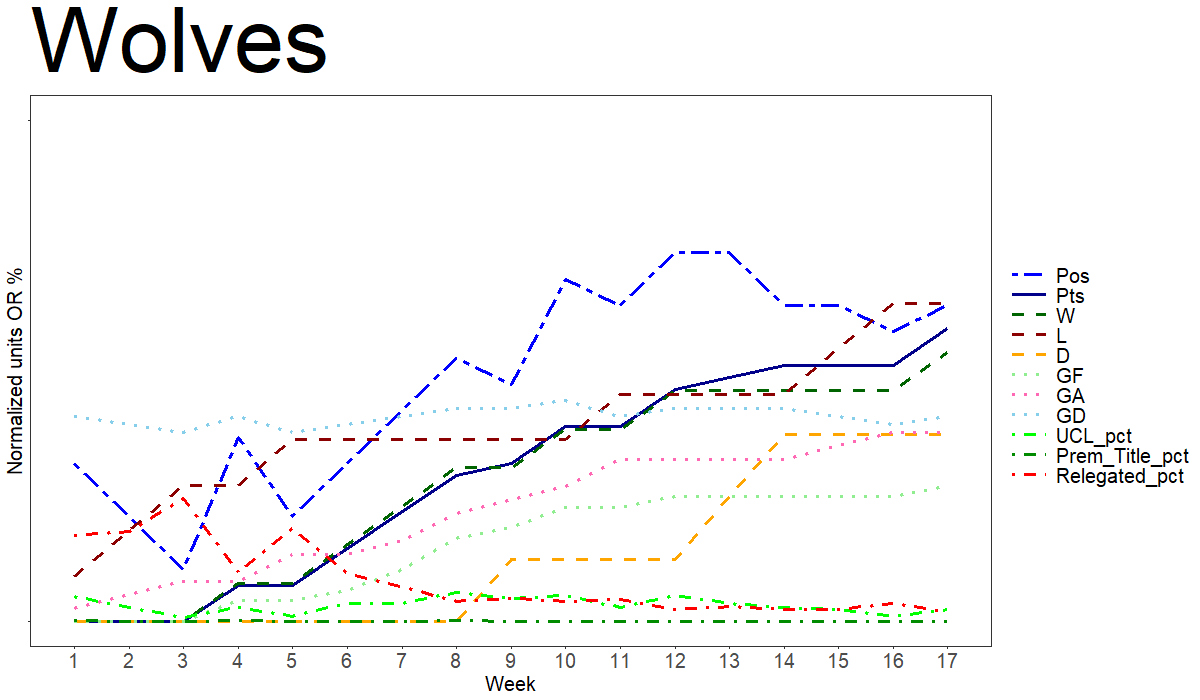 Wolves
Normalized units OR %
Pos
Pts
W
L
D
GF
GA
GD
UCL_pct
Prem_Title_pct
Relegated_pct
1 2 3 4 5 6 7 8 9 10 11 12 13 14 15 16 17
Week